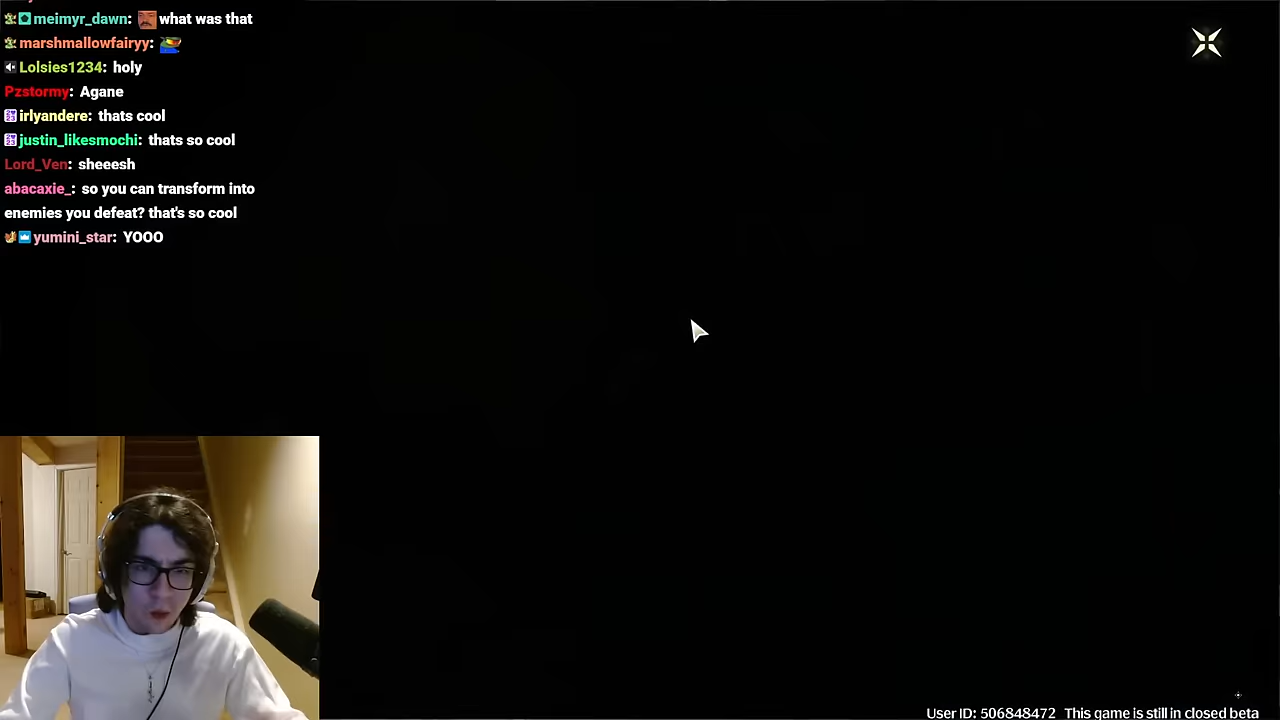 meimyr_dawn: what was that
marshmallowfairyy:
Lolsies1234: holy
Pzstormy: Agane
irlyandere: thats cool
justin_likesmochi: thats so cool
Lord_Ven: sheeesh
abacaxie_: so you can transform into
enemies you defeat? that's so cool
yumini_star: YOOO
User ID: 506848472 This game is still in closed beta